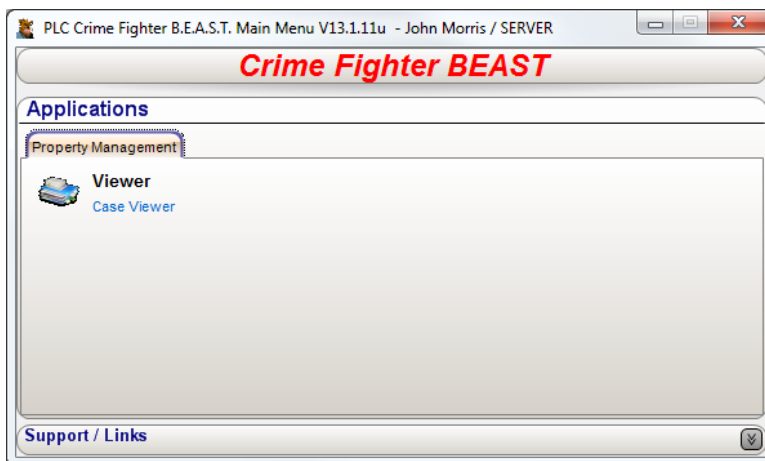 PLC Crime Fighter B.E.A.S.T. Main Menu V13.1.11u - John Morris / SERVER
Crime Fighter BEAST
Applications
Property Management
Viewer
Case Viewer
Support / Links